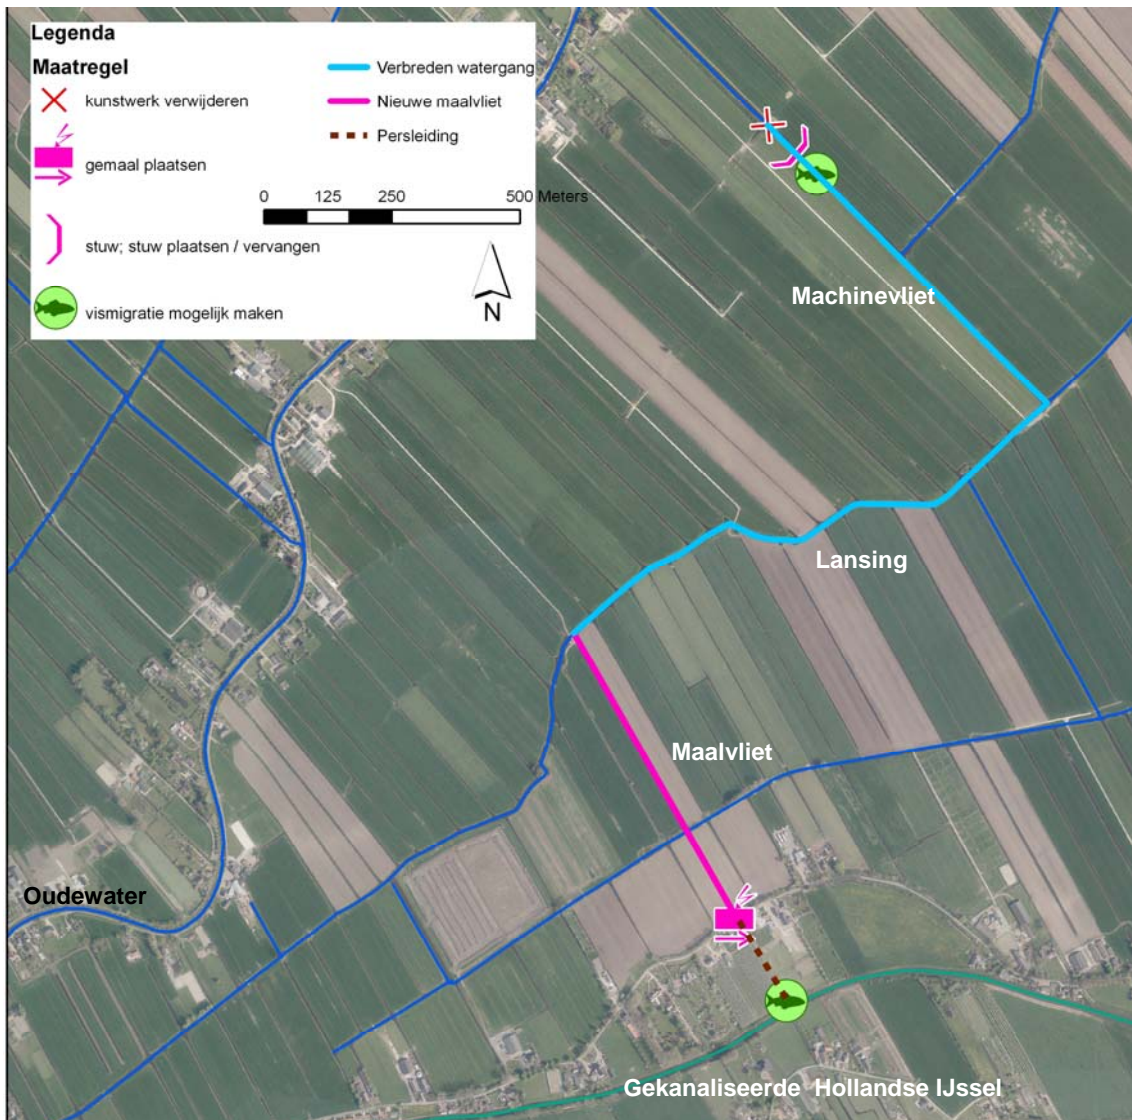 Legenda
Maatregel
kunstwerk verwijderen
gemaal plaatsen
stuw; stuw plaatsen / vervangen
vismigratie mogelijk maken
Verbreden watergang
Nieuwe maalvliet
Persleiding
0 125 250 500 Meters
N
Machinevliet
Lansing
Maalvliet
Oudewater
Gekanaliseerde Hollandse IJssel